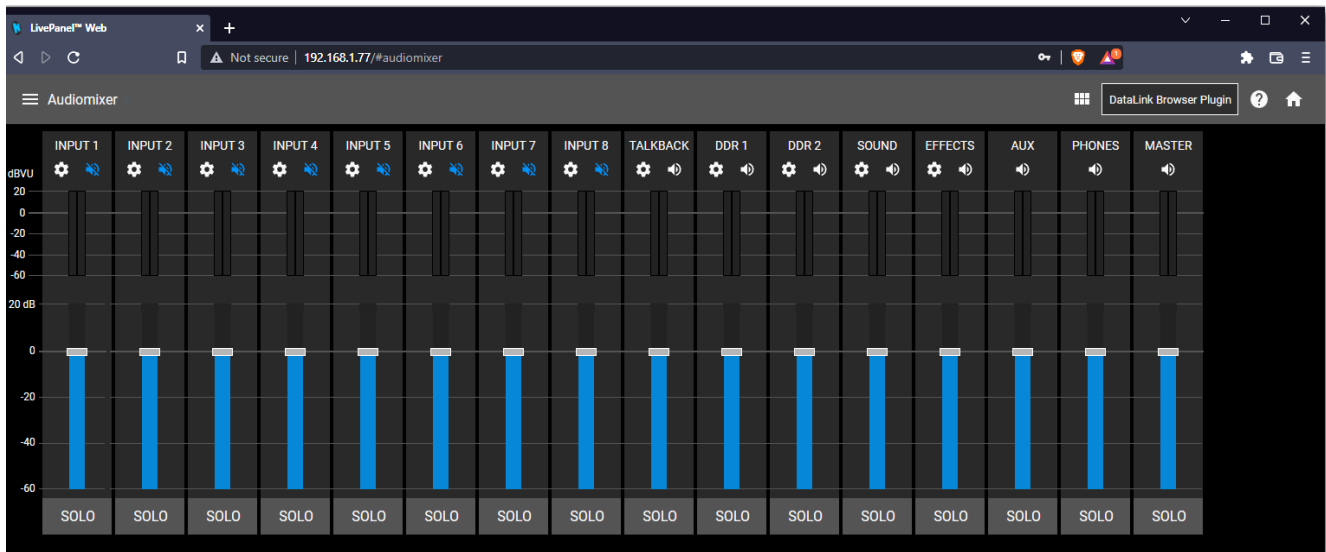 LivePanel™ Web
Not secure | 192.168.1.77/#audiomixer
1
Audiomixer
DataLink Browser Plugin
INPUT 1 INPUT 2 INPUT 3 INPUT 4 INPUT 5 INPUT 6 INPUT 7 INPUT 8 TALKBACK DDR 1 DDR 2 SOUND EFFECTS AUX PHONES MASTER
dBVU
20
0
-20
-40
-60
20 dB
0
-20
-40
-60
SOLO SOLO SOLO SOLO SOLO SOLO SOLO SOLO SOLO SOLO SOLO SOLO SOLO SOLO SOLO SOLO